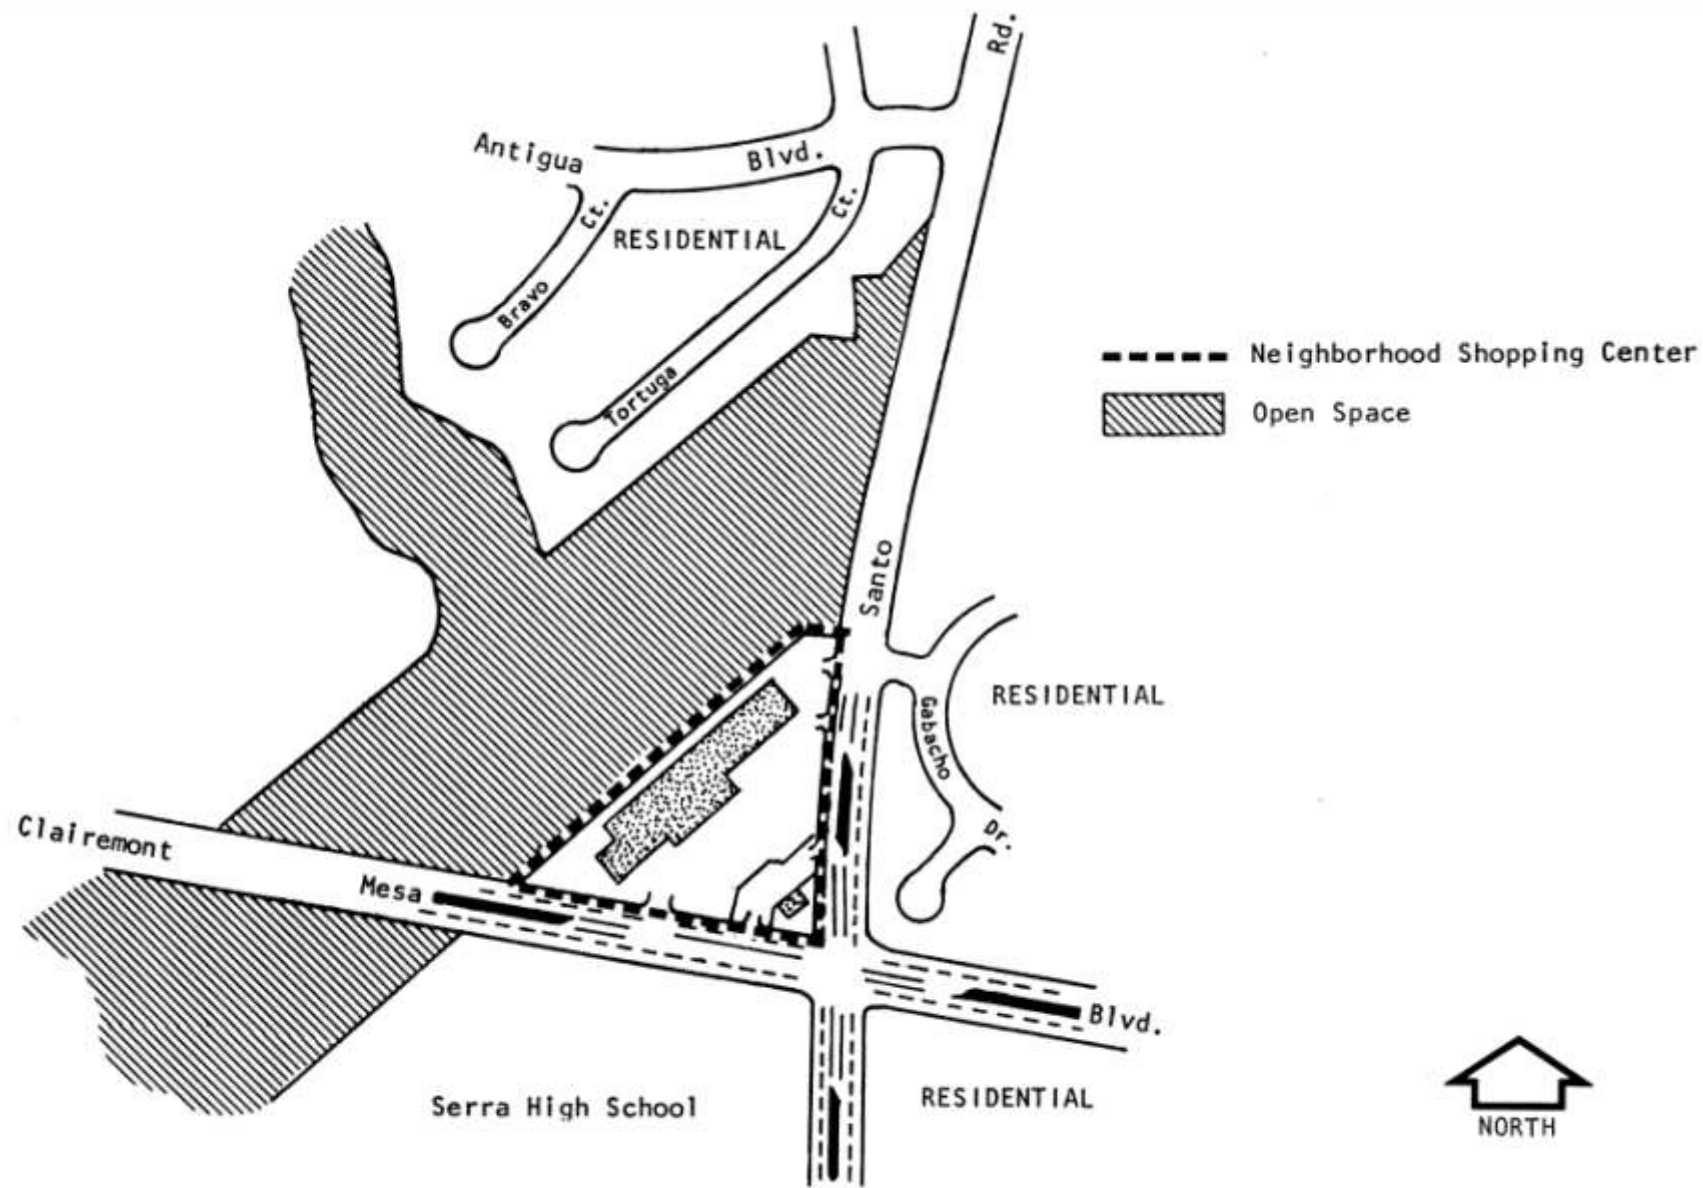 Rd.
Antigua
Blvd.
Ct.
Ct.
RESIDENTIAL
Bravo
Neighborhood Shopping Center
Tortuga
Open Space
Santo
RESIDENTIAL
Gabacho
Dr.
Clairemont
Mesa
Blvd.
Serra High School
RESIDENTIAL
NORTH